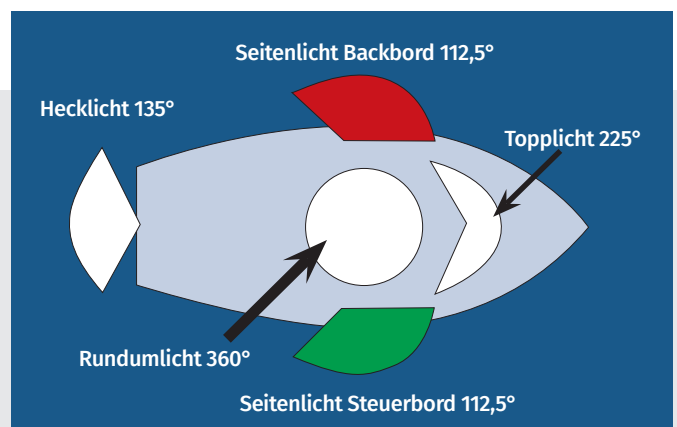 Seitenlicht Backbord 112,5°
Hecklicht 135°
Topplicht 225°
Rundumlicht 360°
Seitenlicht Steuerbord 112,5°